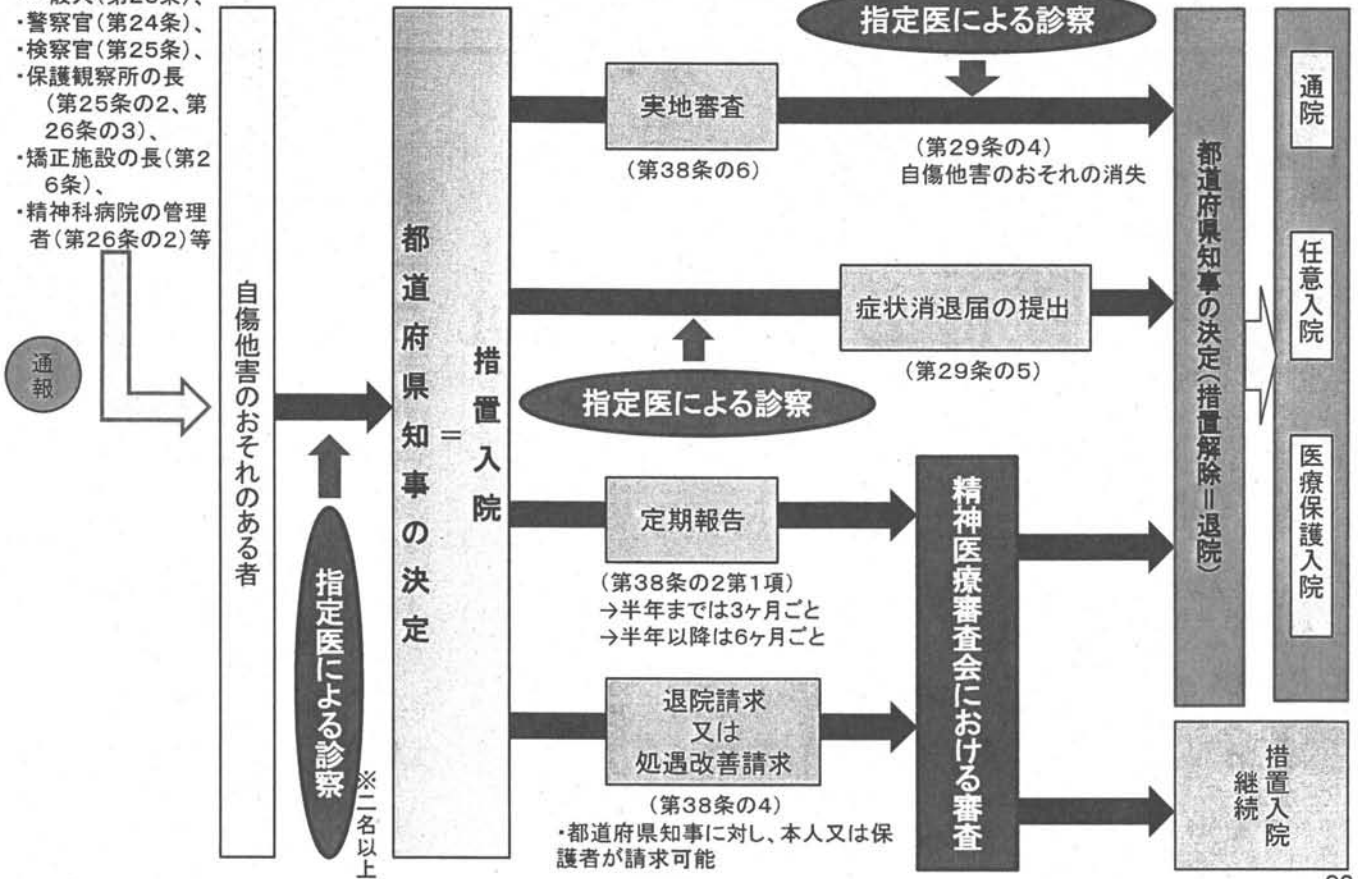 ・警察官(第24条)、
・検察官(第25条)、
・保護観察所の長
(第25条の2、第
26条の3)、
・矯正施設の長(第2
6条)、
・精神科病院の管理
者(第26条の2)等
通報
自傷他害のおそれのある者
指定医による診察
※二名以上
都道府県知事の決定
=
措置入院
実地審査
(第38条の6)
指定医による診察
(第29条の4)
自傷他害のおそれの消失
指定医による診察
症状消退届の提出
(第29条の5)
定期報告
(第38条の2第1項)
→半年までは3ヶ月ごと
→半年以降は6ヶ月ごと
退院請求
又は
処遇改善請求
(第38条の4)
・都道府県知事に対し、本人又は保
護者が請求可能
精神医療審査会における審査
都道府県知事の決定(措置解除=退院)
通院
任意入院
医療保護入院
措置入院
継続